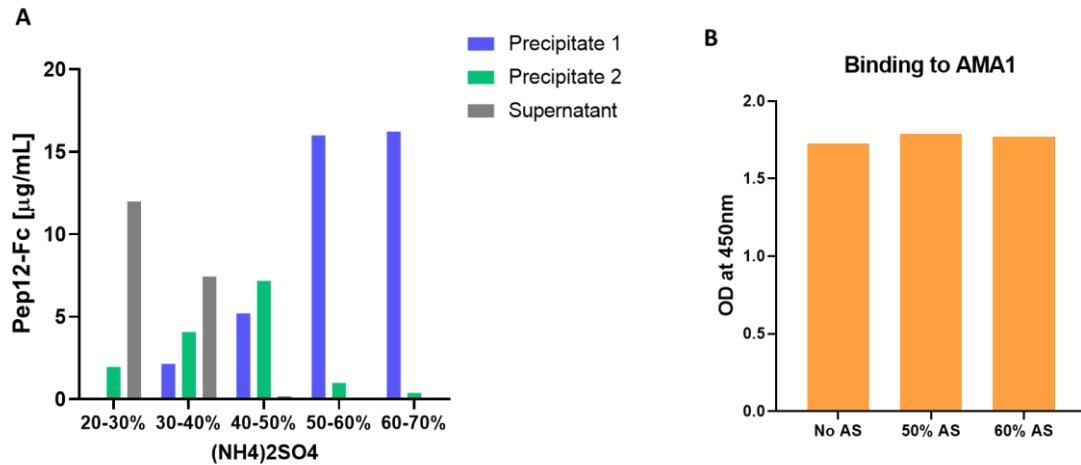 A
Precipitate 1
Precipitate 2
Supernatant
Pep12-Fc [µg/mL]
20
15
10
5
0
20-30% 30-40% 40-50% 50-60% 60-70%
(NH4)2SO4
B
Binding to AMA1
OD at 450nm
2.0
1.5
1.0
0.5
0.0
No AS 50% AS 60% AS